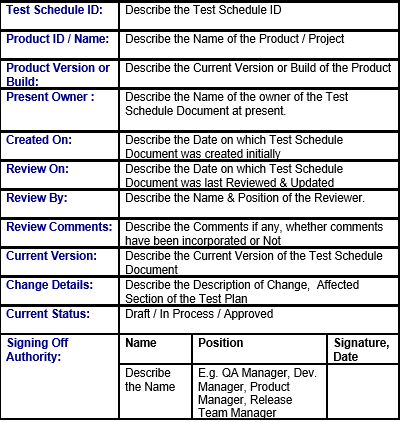 Test Schedule ID: Describe the Test Schedule ID
Product ID / Name: Describe the Name of the Product / Project
Product Version or Build: Describe the Current Version or Build of the Product
Present Owner : Describe the Name of the owner of the Test
Schedule Document at present.
Created On: Describe the Date on which Test Schedule
Document was created initially
Review On: Describe the Date on which Test Schedule
Document was last Reviewed & Updated
Review By: Describe the Name & Position of the Reviewer.
Review Comments: Describe the Comments if any, whether comments
have been incorporated or Not
Current Version: Describe the Current Version of the Test Schedule
Document
Change Details: Describe the Description of Change, Affected
Section of the Test Plan
Current Status: Draft / In Process / Approved
Signing Off
Authority:
Name Position Signature,
Date
Describe
the Name
E.g. QA Manager, Dev.
Manager, Product
Manager, Release
Team Manager